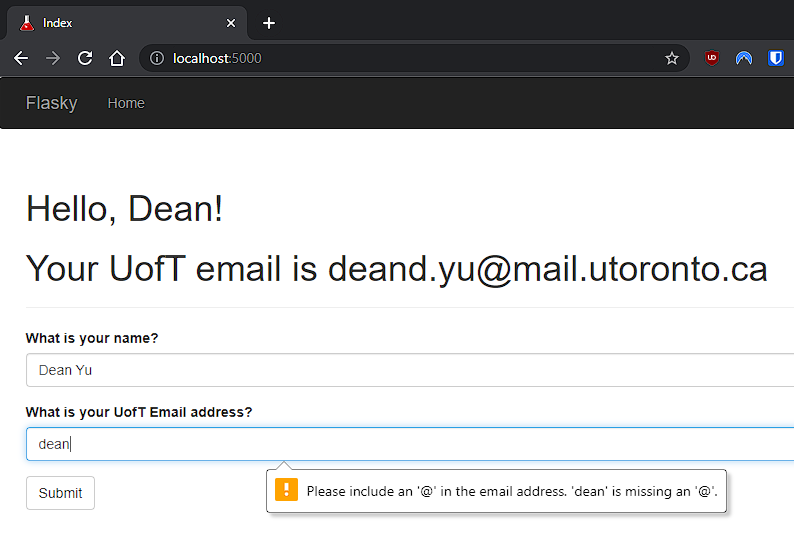 Index
localhost:5000
UD
Flasky Home
Hello, Dean!
Your UofT email is deand.yu@mail.utoronto.ca
What is your name?
Dean Yu
What is your UofT Email address?
dean
Please include an '@' in the email address. 'dean' is missing an '@'.
Submit